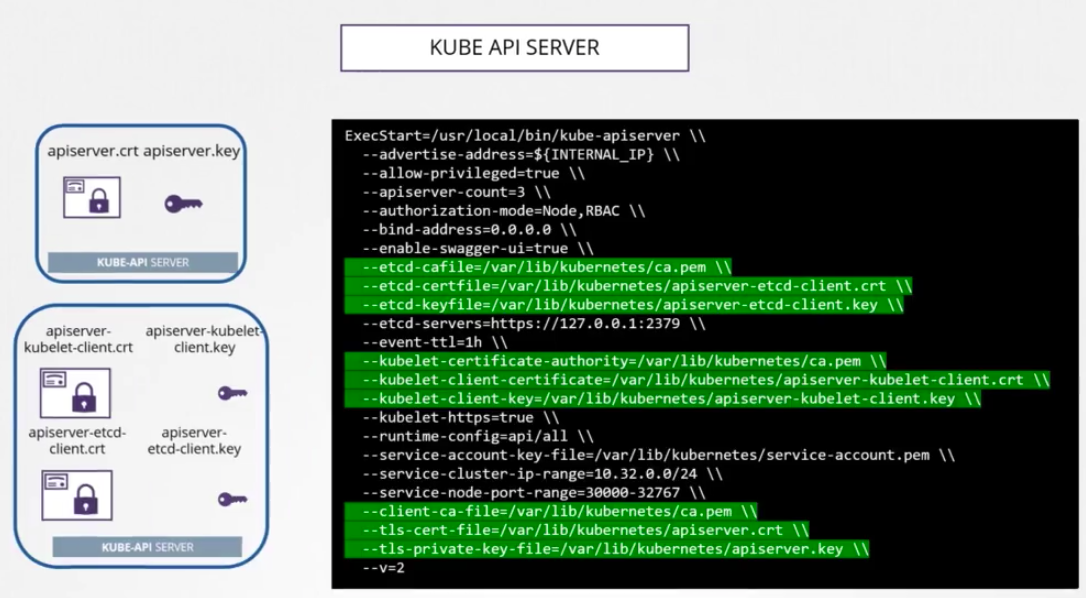 KUBE API SERVER
apiserver.crt apiserver.key
KUBE-API SERVER
apiserver-
kubelet-client.crt
apiserver-kubelet-
client.key
apiserver-etcd-
client.crt
apiserver-
etcd-client.key
KUBE-API SERVER
ExecStart=/usr/local/bin/kube-apiserver \\
--advertise-address=${INTERNAL_IP} \\
--allow-privileged=true \\
--apiserver-count=3 \\
--authorization-mode=Node,RBAC \\
--bind-address=0.0.0.0 \\
--enable-swagger-ui=true \\
--etcd-cafile=/var/lib/kubernetes/ca.pem \\
--etcd-certfile=/var/lib/kubernetes/apiserver-etcd-client.crt \\
--etcd-keyfile=/var/lib/kubernetes/apiserver-etcd-client.key \\
--etcd-servers=https://127.0.0.1:2379 \\
--event-ttl=1h \\
--kubelet-certificate-authority=/var/lib/kubernetes/ca.pem \\
--kubelet-client-certificate=/var/lib/kubernetes/apiserver-kubelet-client.crt \\
--kubelet-client-key=/var/lib/kubernetes/apiserver-kubelet-client.key \\
--kubelet-https=true \\
--runtime-config=api/all \\
--service-account-key-file=/var/lib/kubernetes/service-account.pem \\
--service-cluster-ip-range=10.32.0.0/24 \\
--service-node-port-range=30000-32767 \\
--client-ca-file=/var/lib/kubernetes/ca.pem \\
--tls-cert-file=/var/lib/kubernetes/apiserver.crt \\
--tls-private-key-file=/var/lib/kubernetes/apiserver.key \\
--v=2